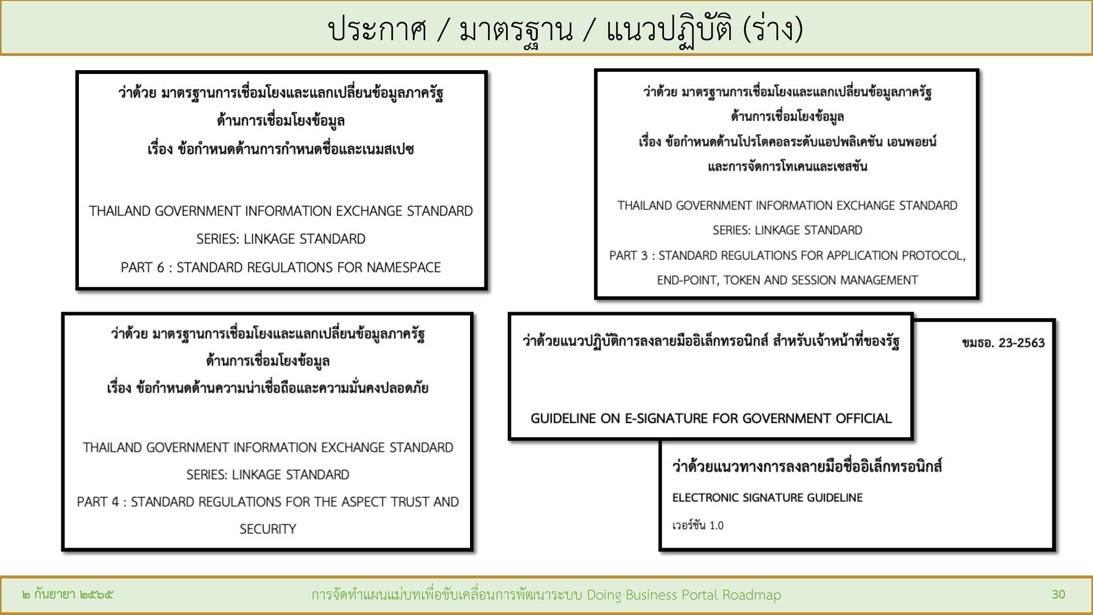 ประกาศ / มาตรฐาน / แนวปฏิบัติ (ร่าง)
ว่าด้วย มาตรฐานการเชื่อมโยงและแลกเปลี่ยนข้อมูลภาครัฐ
ด้านการเชื่อมโยงข้อมูล
เรื่อง ข้อกำหนดด้านการกำหนดชื่อและเนมสเปซ
THAILAND GOVERNMENT INFORMATION EXCHANGE STANDARD
SERIES: LINKAGE STANDARD
PART 6 : STANDARD REGULATIONS FOR NAMESPACE
ว่าด้วย มาตรฐานการเชื่อมโยงและแลกเปลี่ยนข้อมูลภาครัฐ
ด้านการเชื่อมโยงข้อมูล
เรื่อง ข้อกำหนดด้านโปรโตคอลระดับแอปพลิเคชัน เอนพอยน์
และการจัดการโทเคนและเซสชัน
THAILAND GOVERNMENT INFORMATION EXCHANGE STANDARD
SERIES: LINKAGE STANDARD
PART 3 : STANDARD REGULATIONS FOR APPLICATION PROTOCOL,
END-POINT, TOKEN AND SESSION MANAGEMENT
ว่าด้วย มาตรฐานการเชื่อมโยงและแลกเปลี่ยนข้อมูลภาครัฐ
ด้านการเชื่อมโยงข้อมูล
เรื่อง ข้อกำหนดด้านความน่าเชื่อถือและความมั่นคงปลอดภัย
THAILAND GOVERNMENT INFORMATION EXCHANGE STANDARD
SERIES: LINKAGE STANDARD
PART 4 : STANDARD REGULATIONS FOR THE ASPECT TRUST AND
SECURITY
ว่าด้วยแนวปฏิบัติการลงลายมืออิเล็กทรอนิกส์ สำหรับเจ้าหน้าที่ของรัฐ
GUIDELINE ON E-SIGNATURE FOR GOVERNMENT OFFICIAL
ขมธอ. 23-2563
ว่าด้วยแนวทางการลงลายมือชื่ออิเล็กทรอนิกส์
ELECTRONIC SIGNATURE GUIDELINE
เวอร์ชัน 1.0
๒ กันยายา ๒๕๖๕
การจัดทำแผนแม่บทเพื่อขับเคลื่อนการพัฒนาระบบ Doing Business Portal Roadmap
30